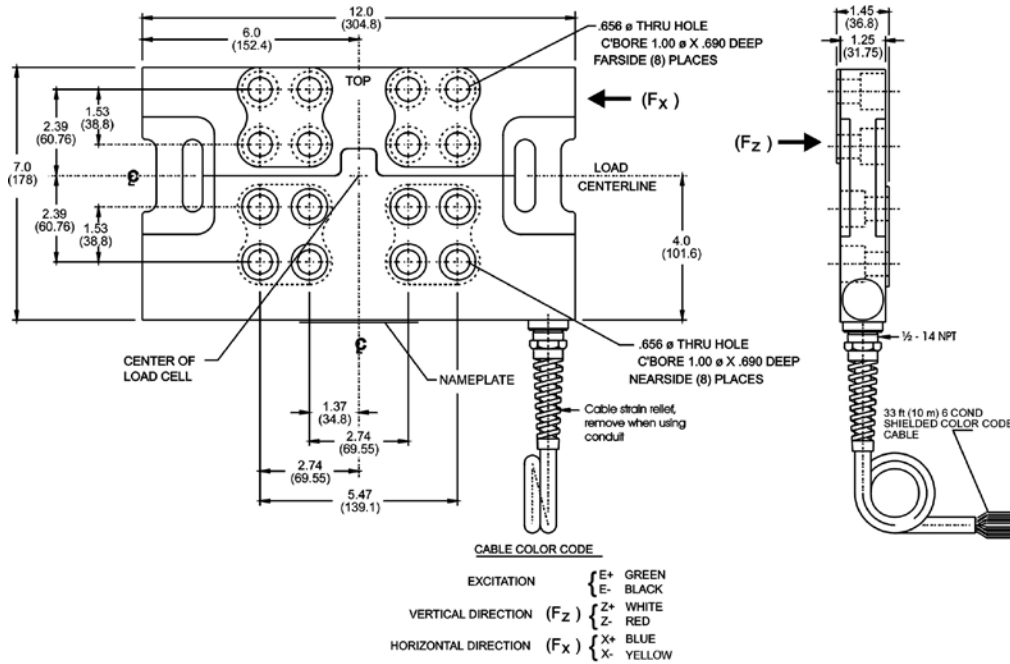 12.0
(304.8)
6.0
(152.4)
.656 ø THRU HOLE
C'BORE 1.00 ø X .690 DEEP
FARSIDE (8) PLACES
1.45
(36.8)
1.25
(31.75)
TOP
(Fx)
(Fz)
1.53
(38.8)
2.39
(60.76)
7.0
(178)
℄
LOAD
CENTERLINE
2.39
(60.76)
1.53
(38.8)
4.0
(101.6)
½ - 14 NPT
.656 ø THRU HOLE
C'BORE 1.00 ø X .690 DEEP
NEARSIDE (8) PLACES
℄
CENTER OF
LOAD CELL
NAMEPLATE
1.37
(34.8)
Cable strain relief,
remove when using
conduit
33 ft (10 m) 6 COND
SHIELDED COLOR CODE
CABLE
2.74
(69.55)
2.74
(69.55)
5.47
(139.1)
CABLE COLOR CODE
EXCITATION { E+ GREEN
E- BLACK
VERTICAL DIRECTION (Fz) { Z+ WHITE
Z- RED
HORIZONTAL DIRECTION (Fx) { X+ BLUE
X- YELLOW